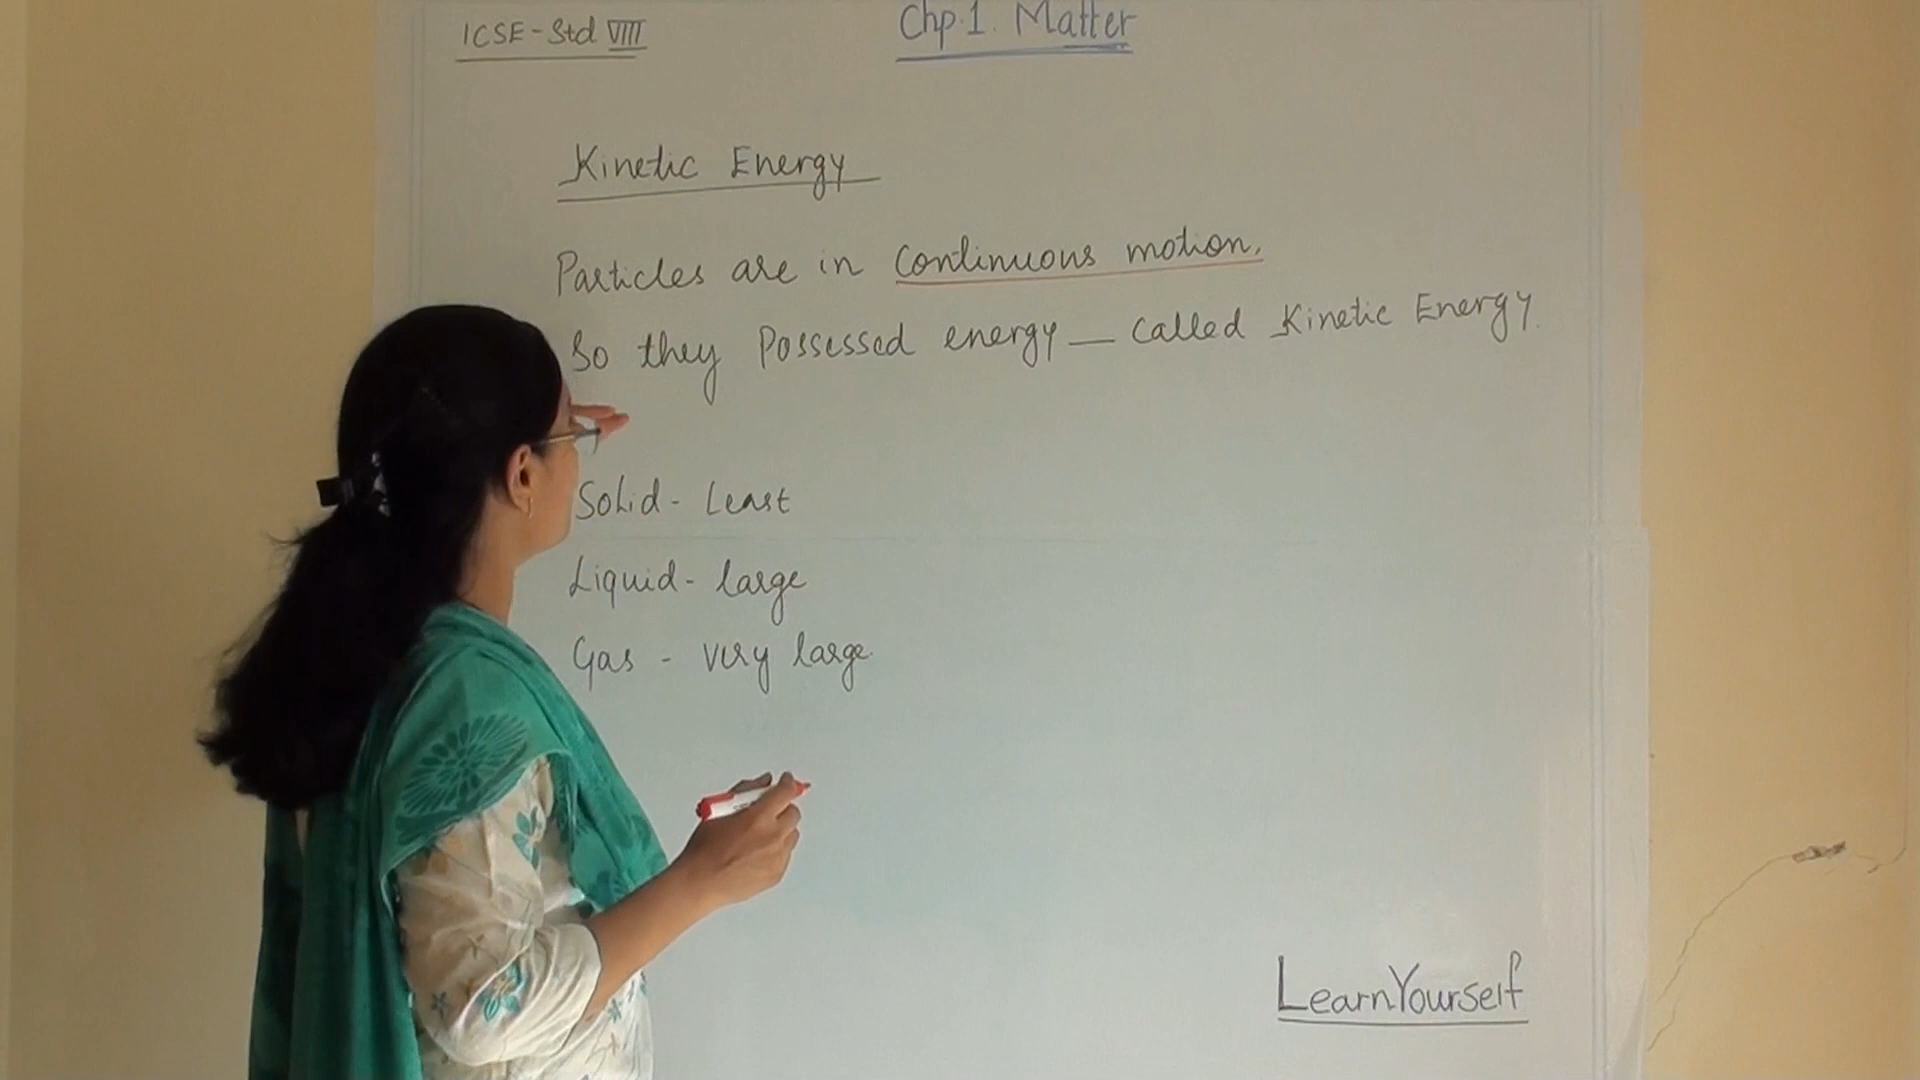 ICSE - Std VIII
Chp. 1. Matter
Kinetic Energy
Particles are in continuous motion.
So they Possessed energy — called Kinetic Energy.
Solid - Least
Liquid - large
Gas - very large.
LearnYourself